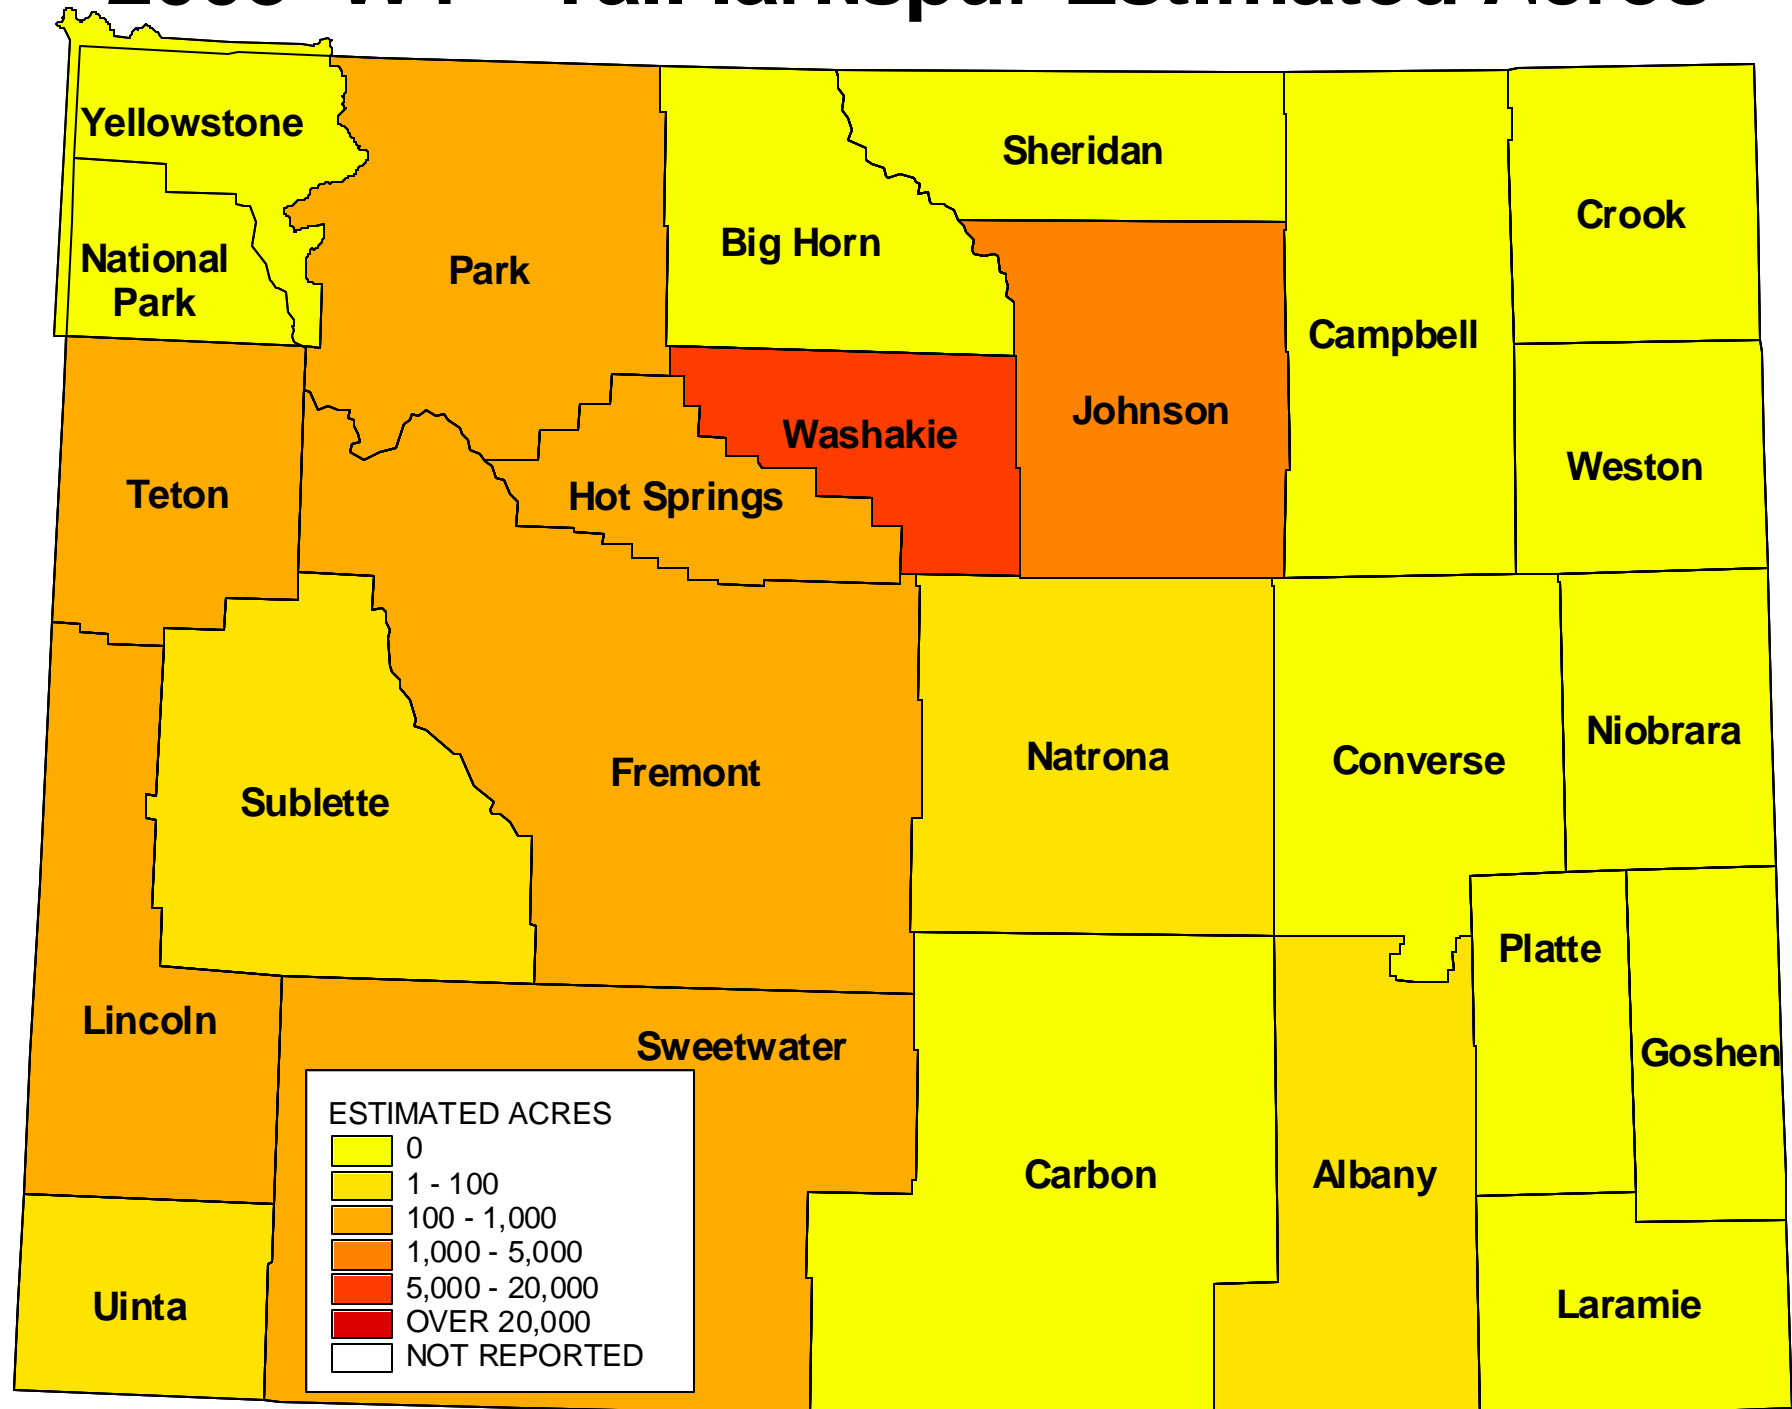 Estimated Acres
Yellowstone
National
Park
Park
Big Horn
Sheridan
Campbell
Crook
Johnson
Washakie
Weston
Teton
Hot Springs
Sublette
Fremont
Natrona
Converse
Niobrara
Platte
Lincoln
Sweetwater
Goshen
Carbon
Albany
Uinta
Laramie
ESTIMATED ACRES
0
1 - 100
100 - 1,000
1,000 - 5,000
5,000 - 20,000
OVER 20,000
NOT REPORTED